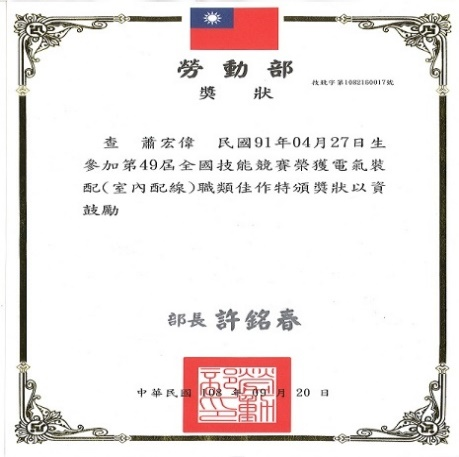 勞動部
技競字第1082160017號
獎狀
查 蕭宏偉 民國91年04月27日生
參加第49屆全國技能競賽榮獲電氣裝
配(室內配線)職類佳作特頒獎狀以資
鼓勵
部長 許銘春
勞動部印
中華民國 108 年 09 月 20 日